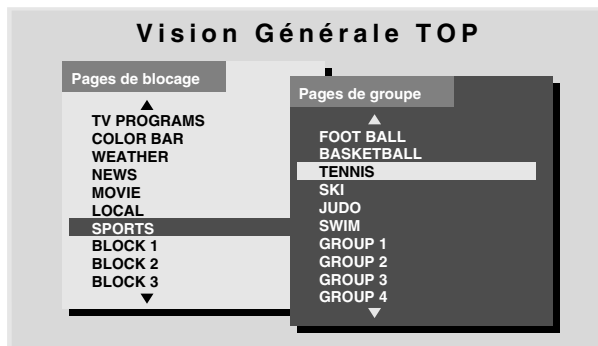 Vision Générale TOP
Pages de blocage
TV PROGRAMS
COLOR BAR
WEATHER
NEWS
MOVIE
LOCAL
SPORTS
BLOCK 1
BLOCK 2
BLOCK 3
Pages de groupe
FOOT BALL
BASKETBALL
TENNIS
SKI
JUDO
SWIM
GROUP 1
GROUP 2
GROUP 3
GROUP 4